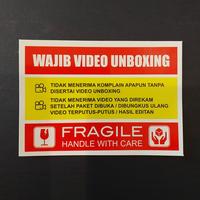 WAJIB VIDEO UNBOXING
TIDAK MENERIMA KOMPLAIN APAPUN TANPA
DISERTAI VIDEO UNBOXING
TIDAK MENERIMA VIDEO YANG DIREKAM
SETELAH PAKET DIBUKA / DIBUNGKUS ULANG
VIDEO TERPUTUS-PUTUS / HASIL EDITAN
FRAGILE
HANDLE WITH CARE